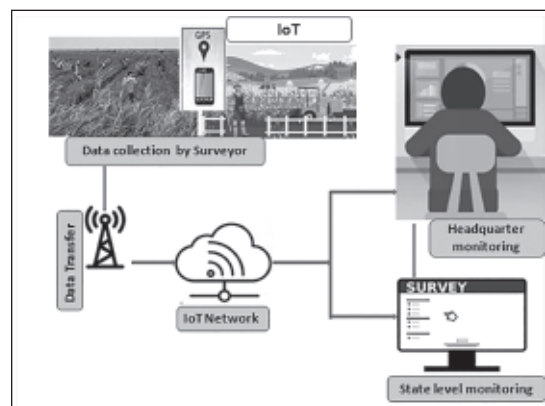 IoT
GPS
Data collection by Surveyor
Data Transfer
IoT Network
Headquarter
monitoring
SURVEY
State level monitoring